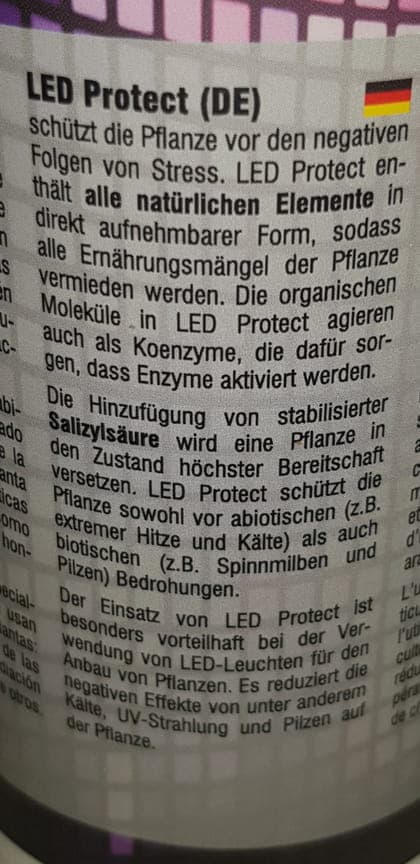 LED Protect (DE)
schützt die Pflanze vor den negativen
Folgen von Stress. LED Protect en-
thält alle natürlichen Elemente in
direkt aufnehmbarer Form, sodass
alle Ernährungsmängel der Pflanze
vermieden werden. Die organischen
Moleküle in LED Protect agieren
auch als Koenzyme, die dafür sor-
gen, dass Enzyme aktiviert werden.
Die Hinzufügung von stabilisierter
Salizylsäure wird eine Pflanze in
den Zustand höchster Bereitschaft
versetzen. LED Protect schützt die
Pflanze sowohl vor abiotischen (z.B.
extremer Hitze und Kälte) als auch
biotischen (z.B. Spinnmilben und
Pilzen) Bedrohungen.
Der Einsatz von LED Protect ist
besonders vorteilhaft bei der Ver-
wendung von LED-Leuchten für den
Anbau von Pflanzen. Es reduziert die
negativen Effekte von unter anderem
Kälte, UV-Strahlung und Pilzen auf
der Pflanze.